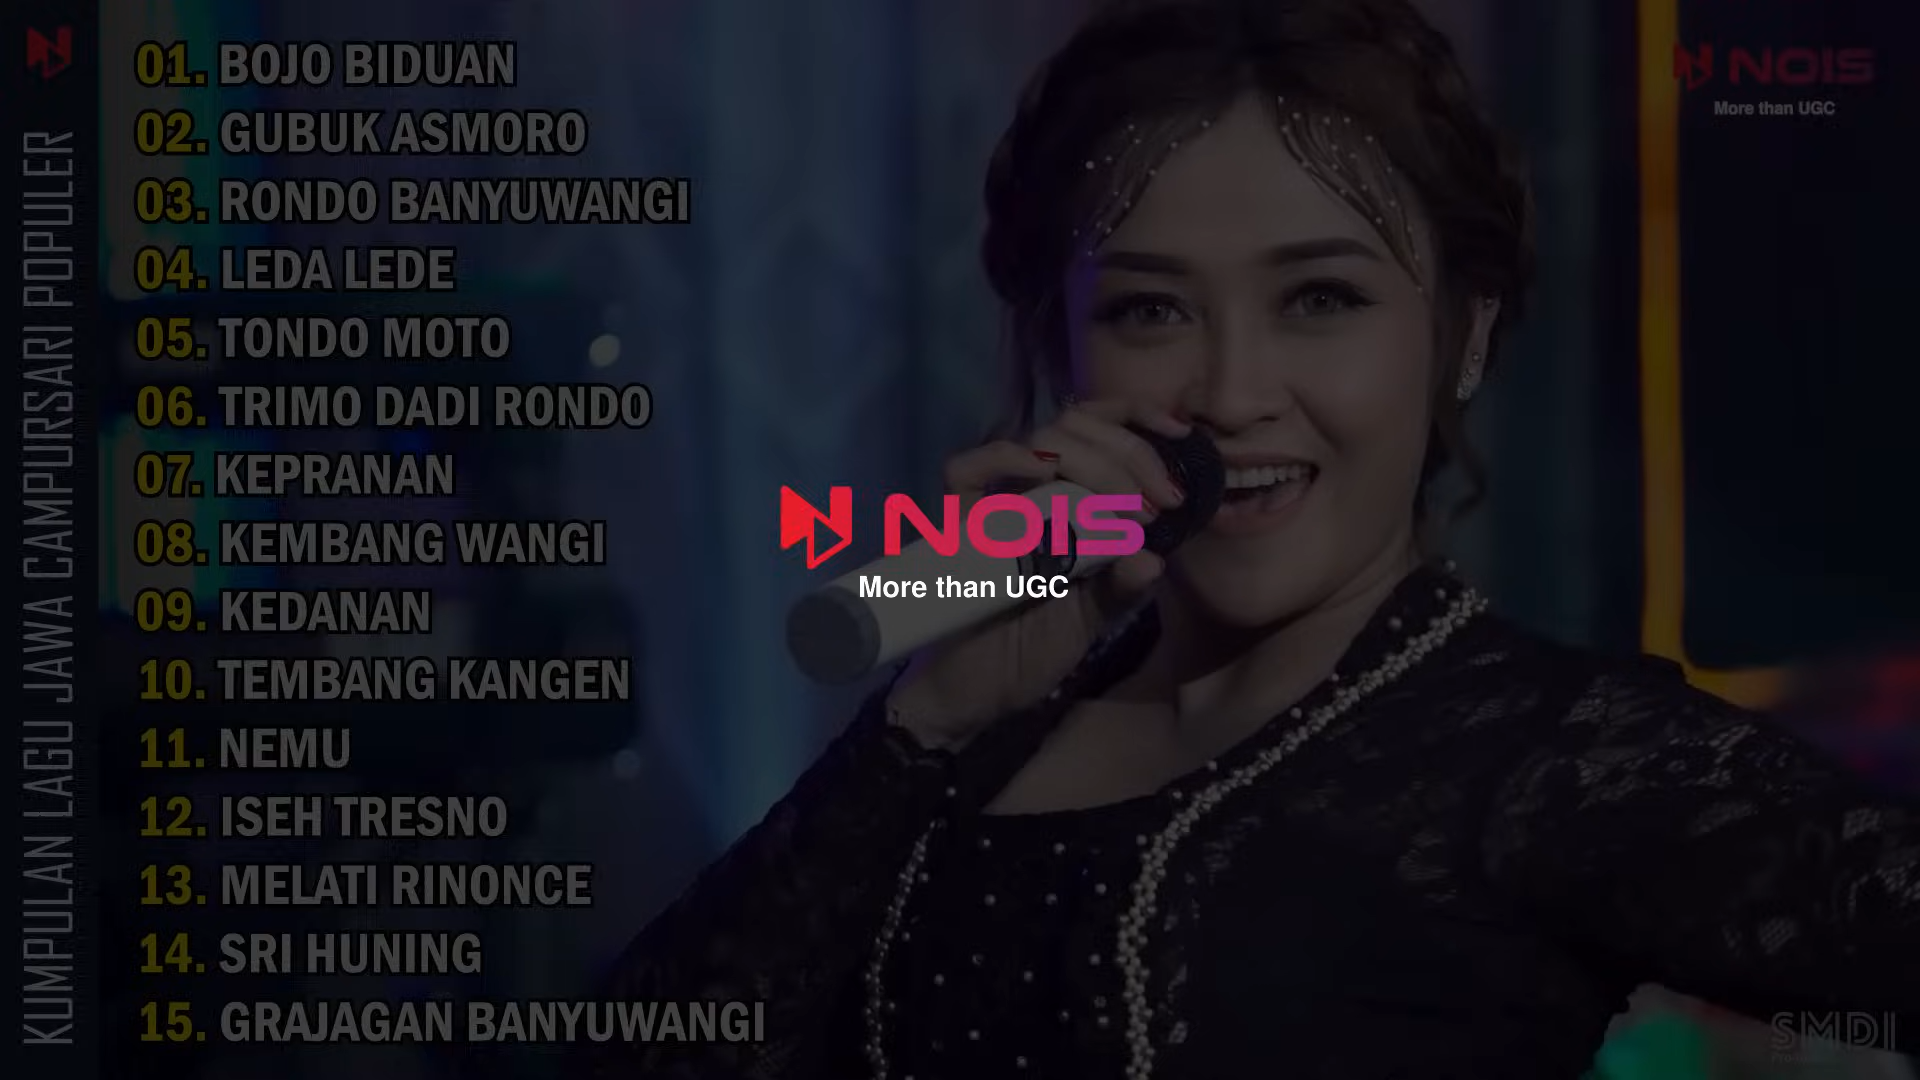 KUMPULAN LAGU JAWA CAMPURSARI POPULER
01. BOJO BIDUAN
02. GUBUK ASMORO
03. RONDO BANYUWANGI
04. LEDA LEDE
05. TONDO MOTO
06. TRIMO DADI RONDO
07. KEPRANAN
08. KEMBANG WANGI
09. KEDANAN
10. TEMBANG KANGEN
11. NEMU
12. ISEH TRESNO
13. MELATI RINONCE
14. SRI HUNING
15. GRAJAGAN BANYUWANGI
NOIS
More than UGC
NOIS
More than UGC
SMDI